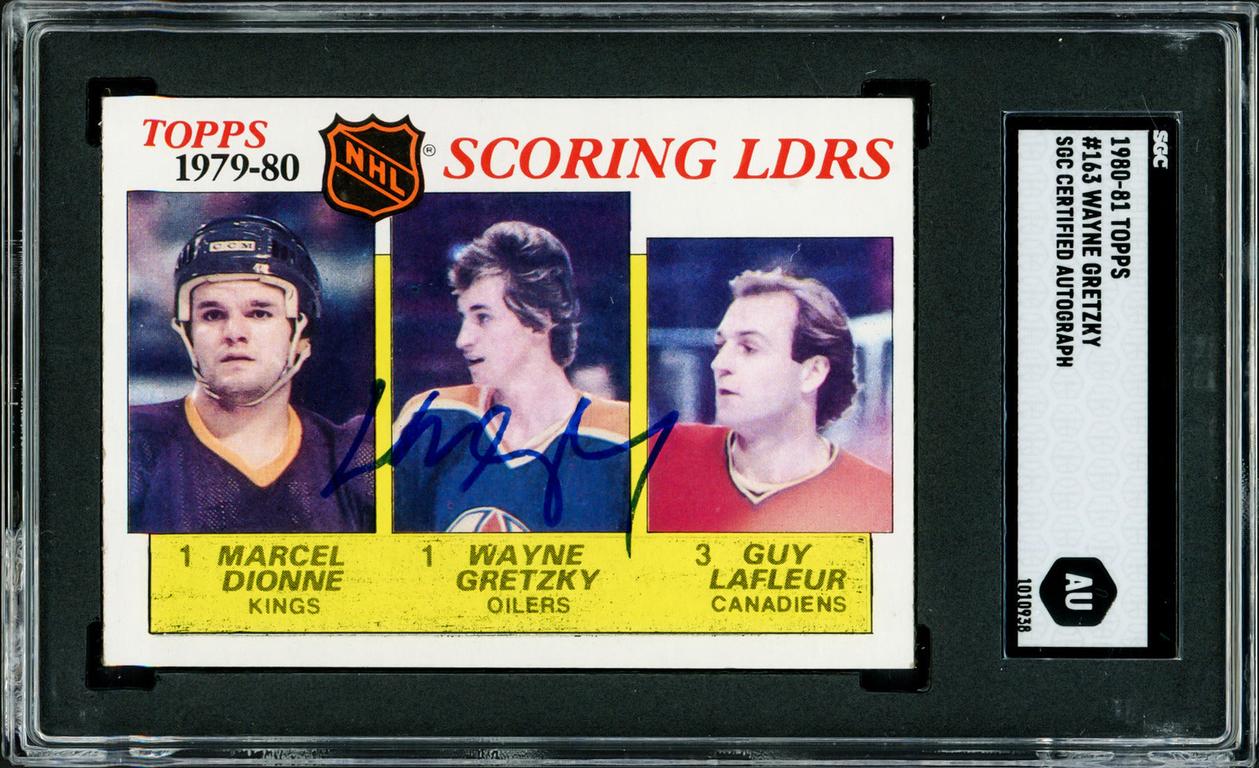 TOPPS
1979-80
NHL
®
SCORING LDRS
CCM
1 MARCEL
DIONNE
KINGS
1 WAYNE
GRETZKY
OILERS
3 GUY
LAFLEUR
CANADIENS
SGC
1980-81 TOPPS
#163 WAYNE GRETZKY
SGC CERTIFIED AUTOGRAPH
AU
1010938